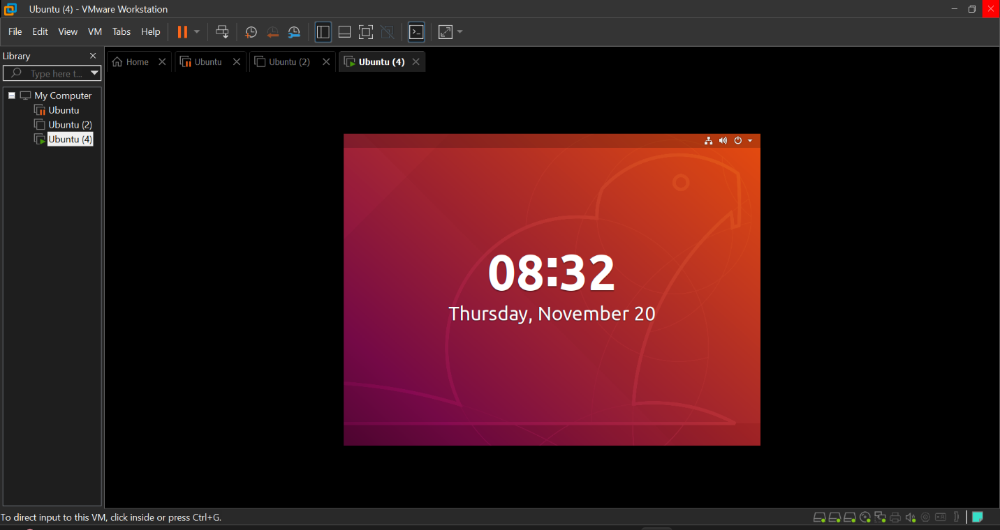 Ubuntu (4) - VMware Workstation
File Edit View VM Tabs Help
Library
Type here t...
Home
Ubuntu
Ubuntu (2)
Ubuntu (4)
My Computer
Ubuntu
Ubuntu (2)
Ubuntu (4)
08:32
Thursday, November 20
To direct input to this VM, click inside or press Ctrl+G.